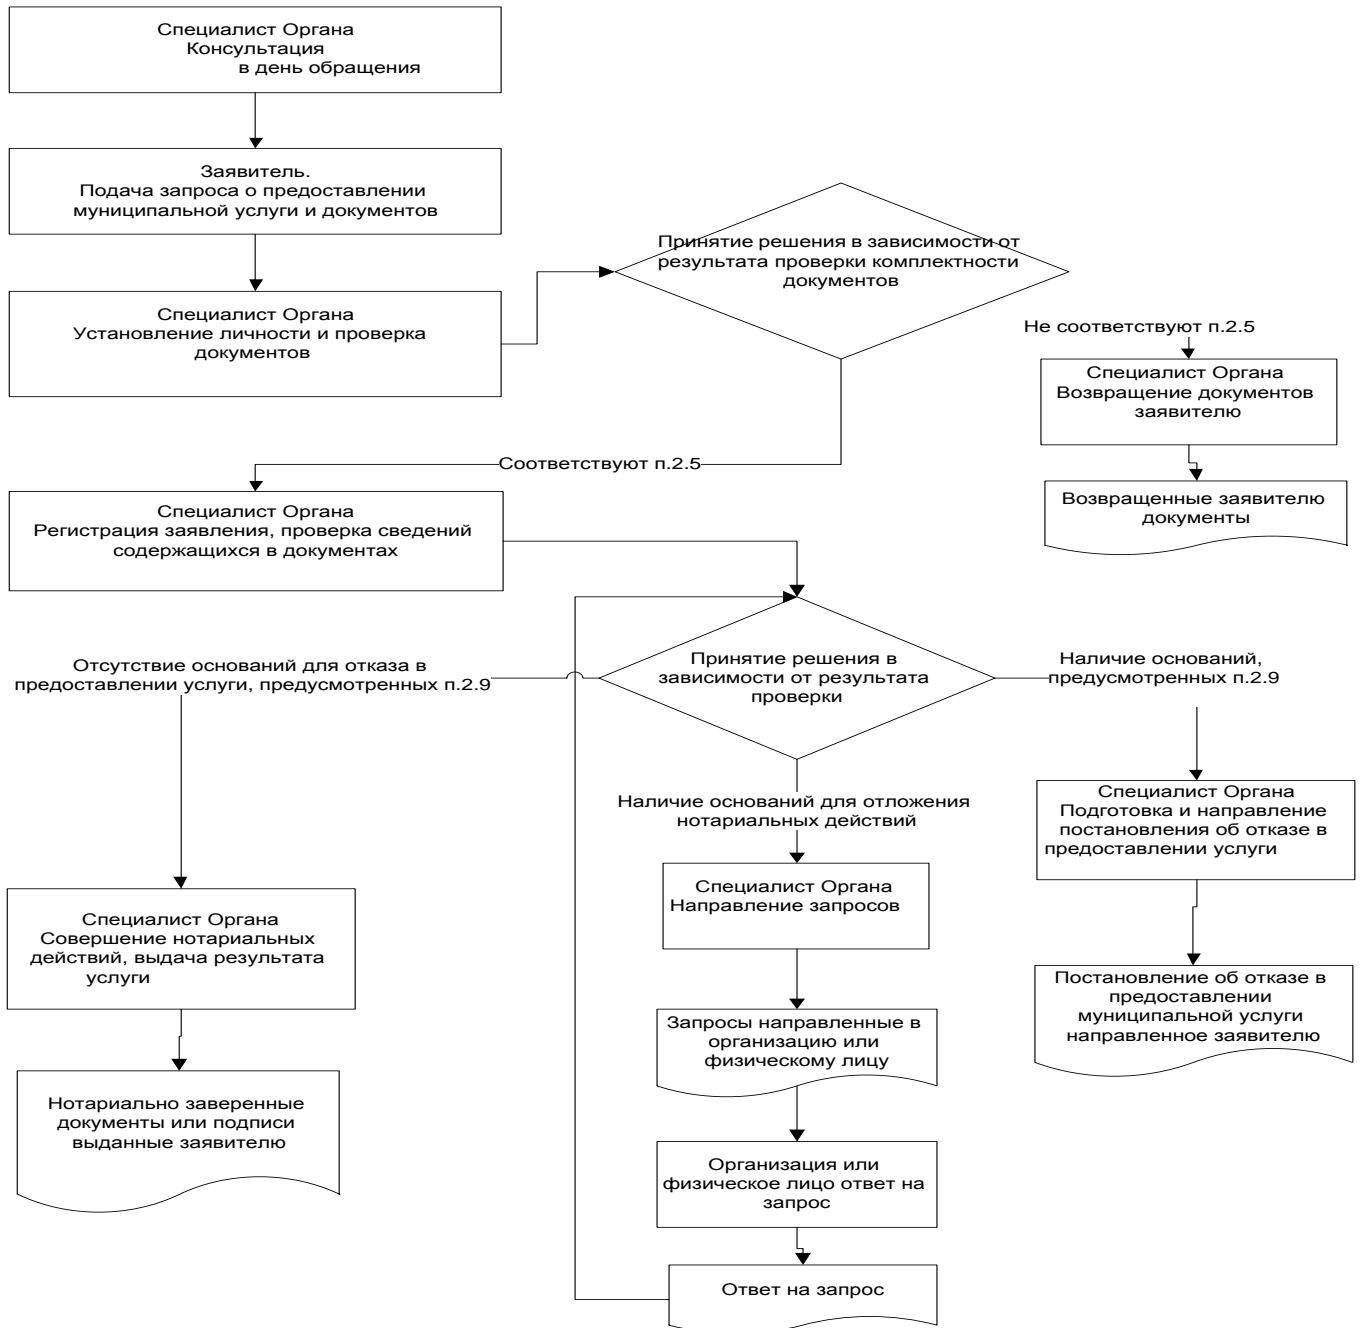 Специалист Органа
Консультация
в день обращения
Заявитель.
Подача запроса о предоставлении
муниципальной услуги и документов
Специалист Органа
Установление личности и проверка
документов
Принятие решения в зависимости от
результата проверки комплектности
документов
Не соответствуют п.2.5
Специалист Органа
Возвращение документов
заявителю
Возвращенные заявителю
документы
Соответствуют п.2.5
Специалист Органа
Регистрация заявления, проверка сведений
содержащихся в документах
Принятие решения в
зависимости от результата
проверки
Отсутствие оснований для отказа в
предоставлении услуги, предусмотренных п.2.9
Специалист Органа
Совершение нотариальных
действий, выдача результата
услуги
Нотариально заверенные
документы или подписи
выданные заявителю
Наличие оснований для отложения
нотариальных действий
Специалист Органа
Направление запросов
Запросы направленные в
организацию или
физическому лицу
Организация или
физическое лицо ответ на
запрос
Ответ на запрос
Наличие оснований,
предусмотренных п.2.9
Специалист Органа
Подготовка и направление
постановления об отказе в
предоставлении услуги
Постановление об отказе в
предоставлении
муниципальной услуги
направленное заявителю